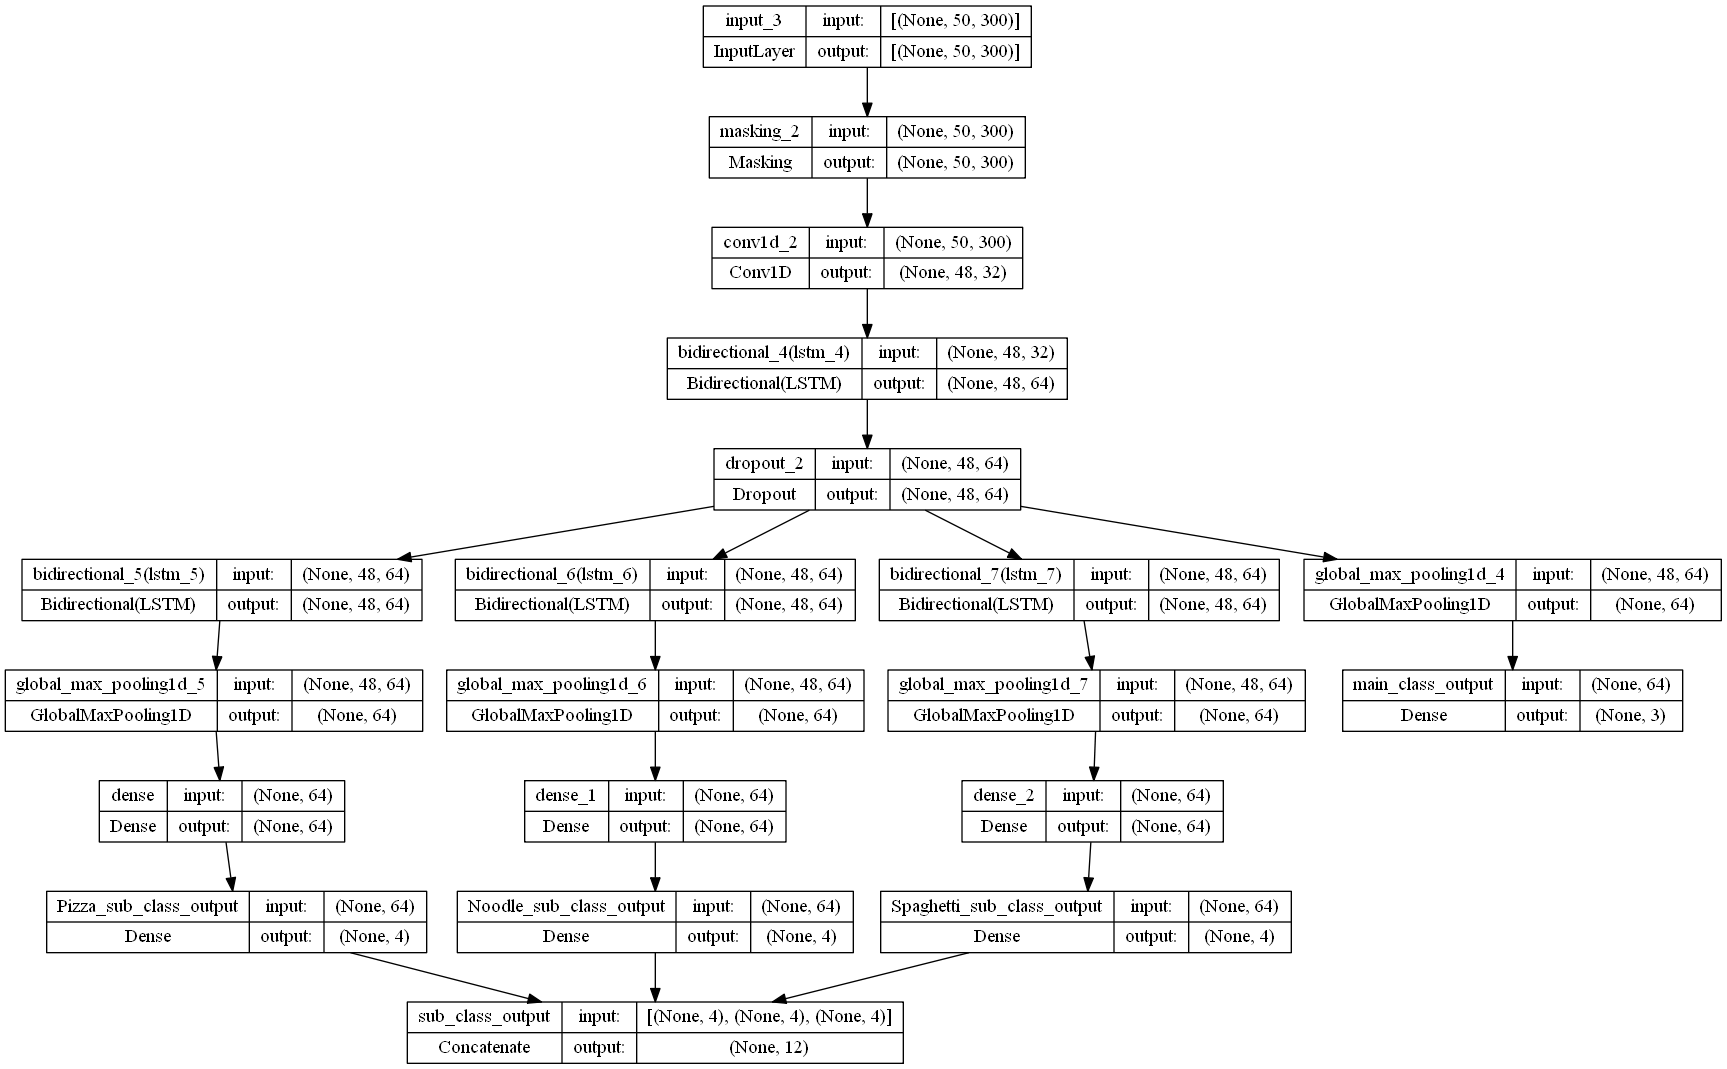 input_3 input: [(None, 50, 300)]
InputLayer output: [(None, 50, 300)]
masking_2 input: (None, 50, 300)
Masking output: (None, 50, 300)
conv1d_2 input: (None, 50, 300)
Conv1D output: (None, 48, 32)
bidirectional_4(lstm_4) input: (None, 48, 32)
Bidirectional(LSTM) output: (None, 48, 64)
dropout_2 input: (None, 48, 64)
Dropout output: (None, 48, 64)
bidirectional_5(lstm_5) input: (None, 48, 64)
Bidirectional(LSTM) output: (None, 48, 64)
bidirectional_6(lstm_6) input: (None, 48, 64)
Bidirectional(LSTM) output: (None, 48, 64)
bidirectional_7(lstm_7) input: (None, 48, 64)
Bidirectional(LSTM) output: (None, 48, 64)
global_max_pooling1d_4 input: (None, 48, 64)
GlobalMaxPooling1D output: (None, 64)
global_max_pooling1d_5 input: (None, 48, 64)
GlobalMaxPooling1D output: (None, 64)
global_max_pooling1d_6 input: (None, 48, 64)
GlobalMaxPooling1D output: (None, 64)
global_max_pooling1d_7 input: (None, 48, 64)
GlobalMaxPooling1D output: (None, 64)
main_class_output input: (None, 64)
Dense output: (None, 3)
dense input: (None, 64)
Dense output: (None, 64)
dense_1 input: (None, 64)
Dense output: (None, 64)
dense_2 input: (None, 64)
Dense output: (None, 64)
Pizza_sub_class_output input: (None, 64)
Dense output: (None, 4)
Noodle_sub_class_output input: (None, 64)
Dense output: (None, 4)
Spaghetti_sub_class_output input: (None, 64)
Dense output: (None, 4)
sub_class_output input: [(None, 4), (None, 4), (None, 4)]
Concatenate output: (None, 12)